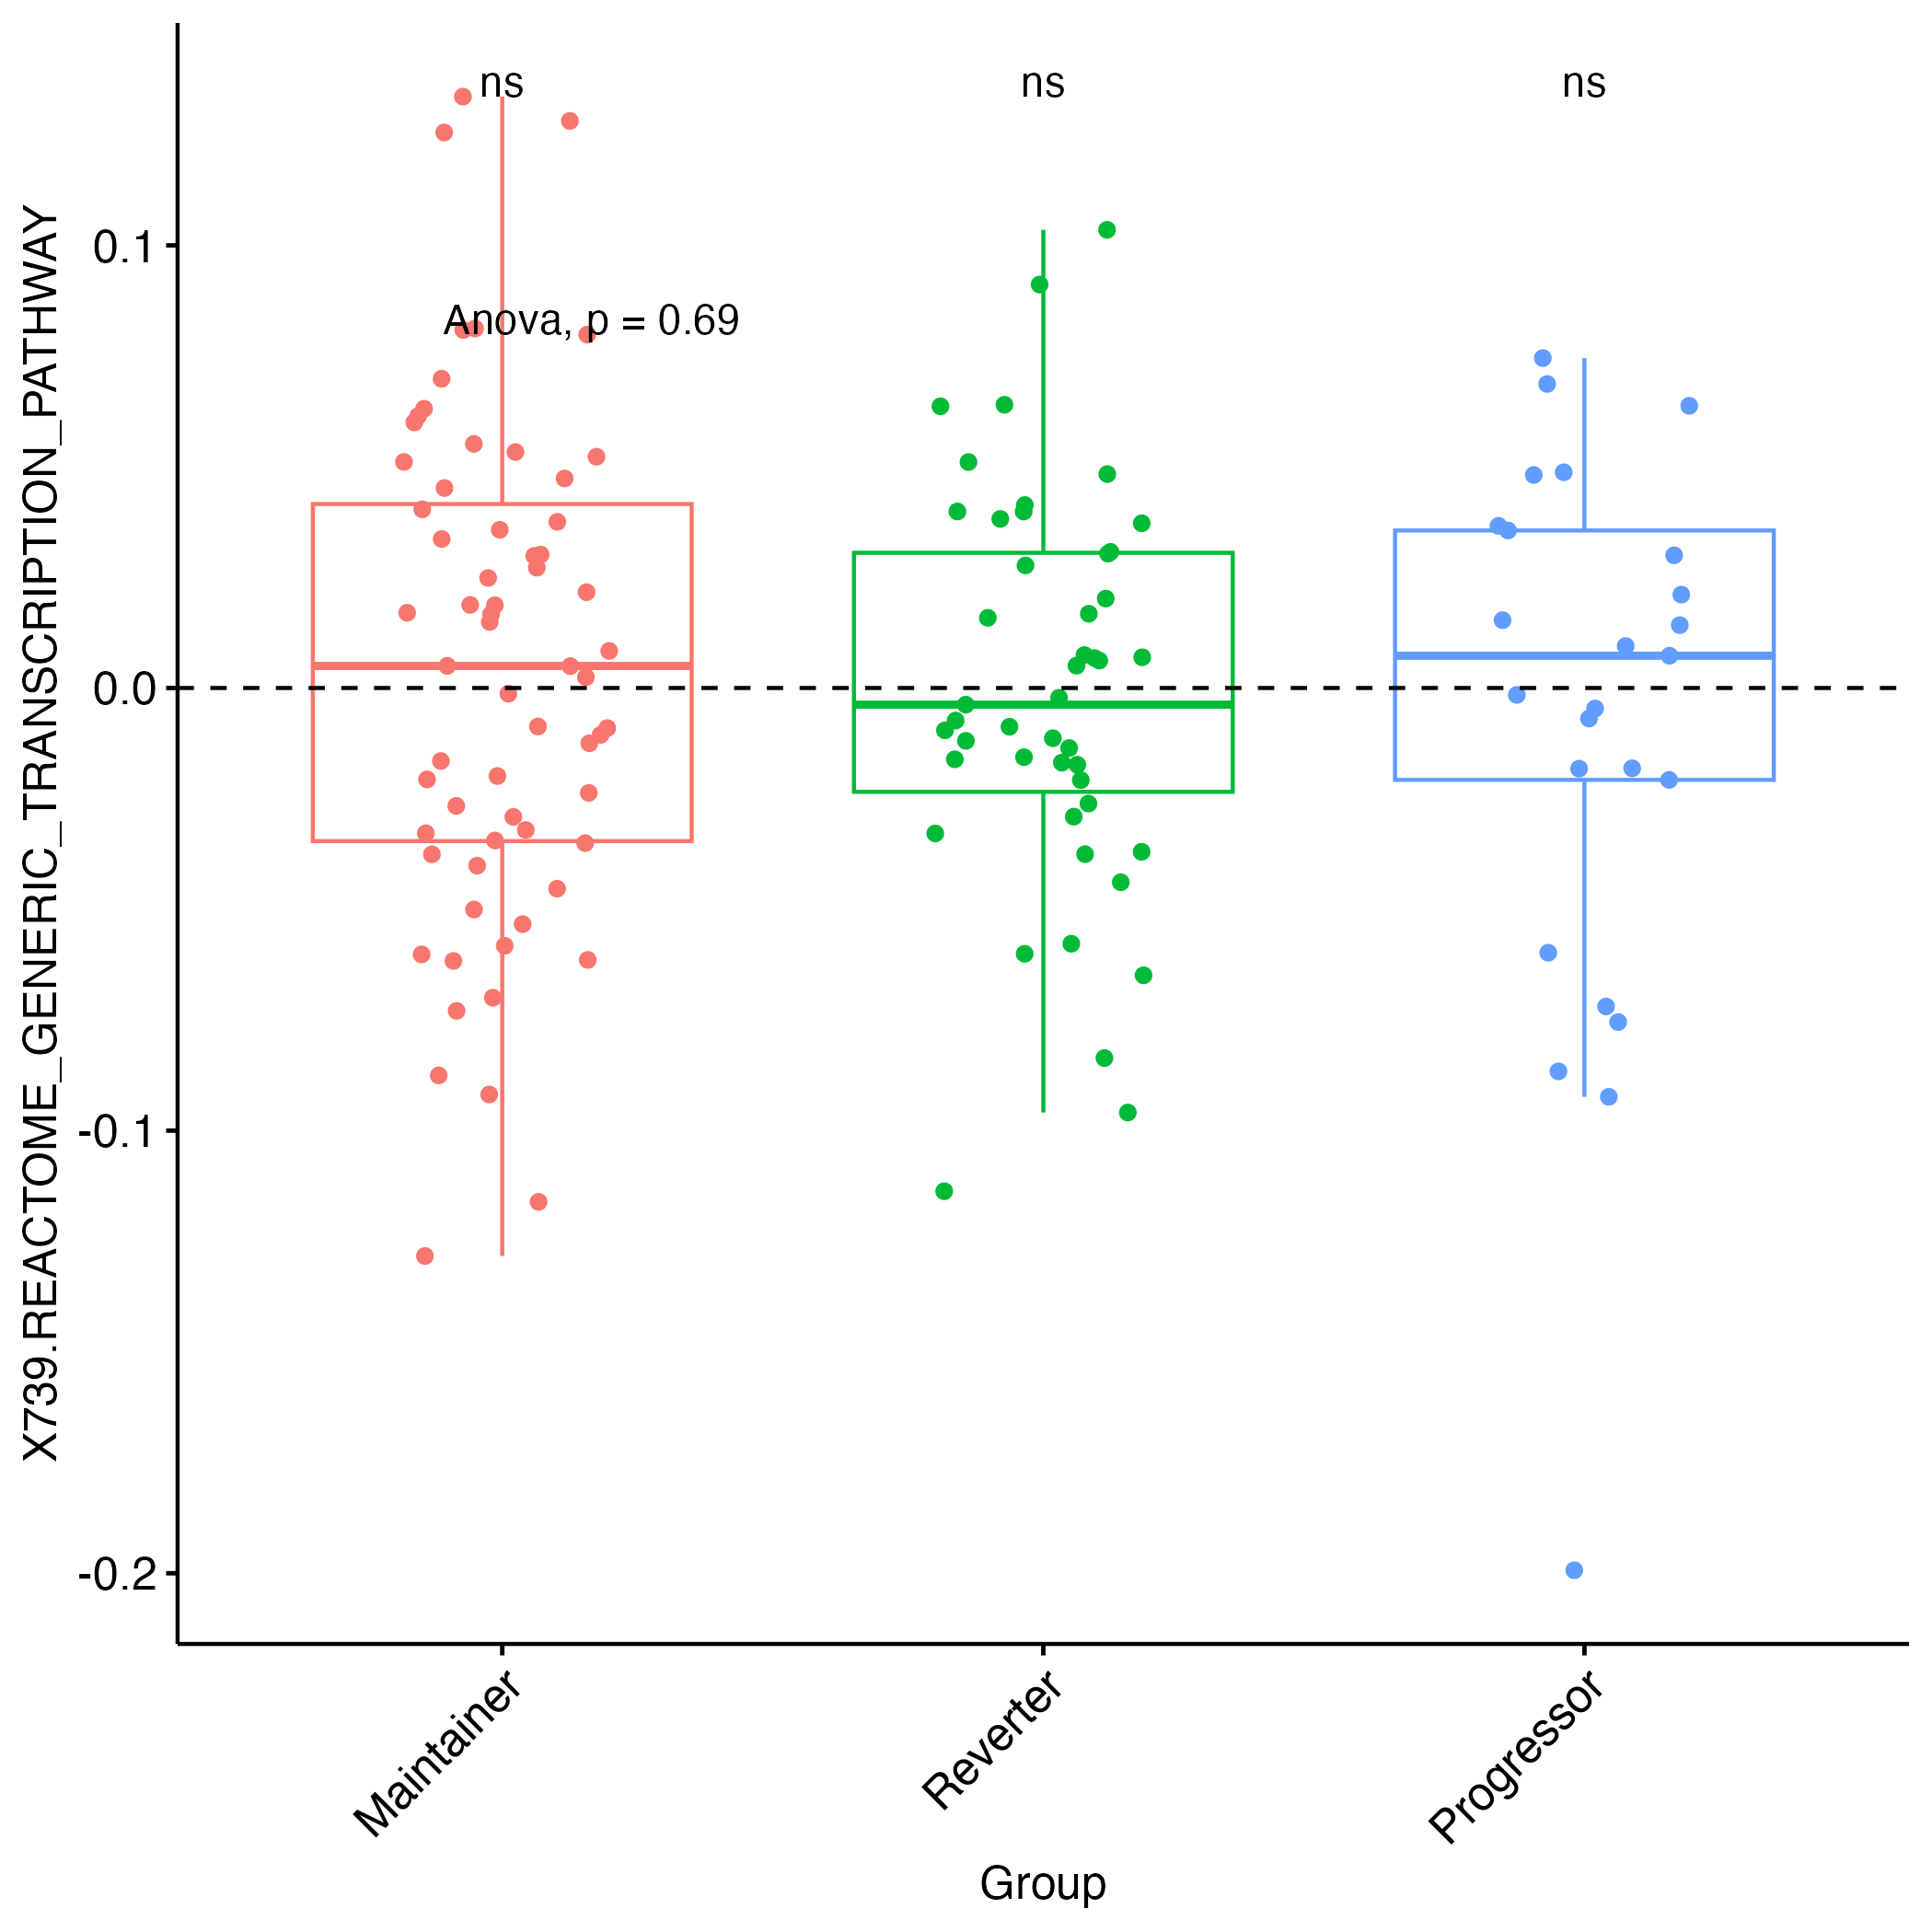 ns
ns
ns
Anova, p = 0.69
X739.REACTOME_GENERIC_TRANSCRIPTION_PATHWAY
0.1
0.0
-0.1
-0.2
Maintainer
Reverter
Progressor
Group